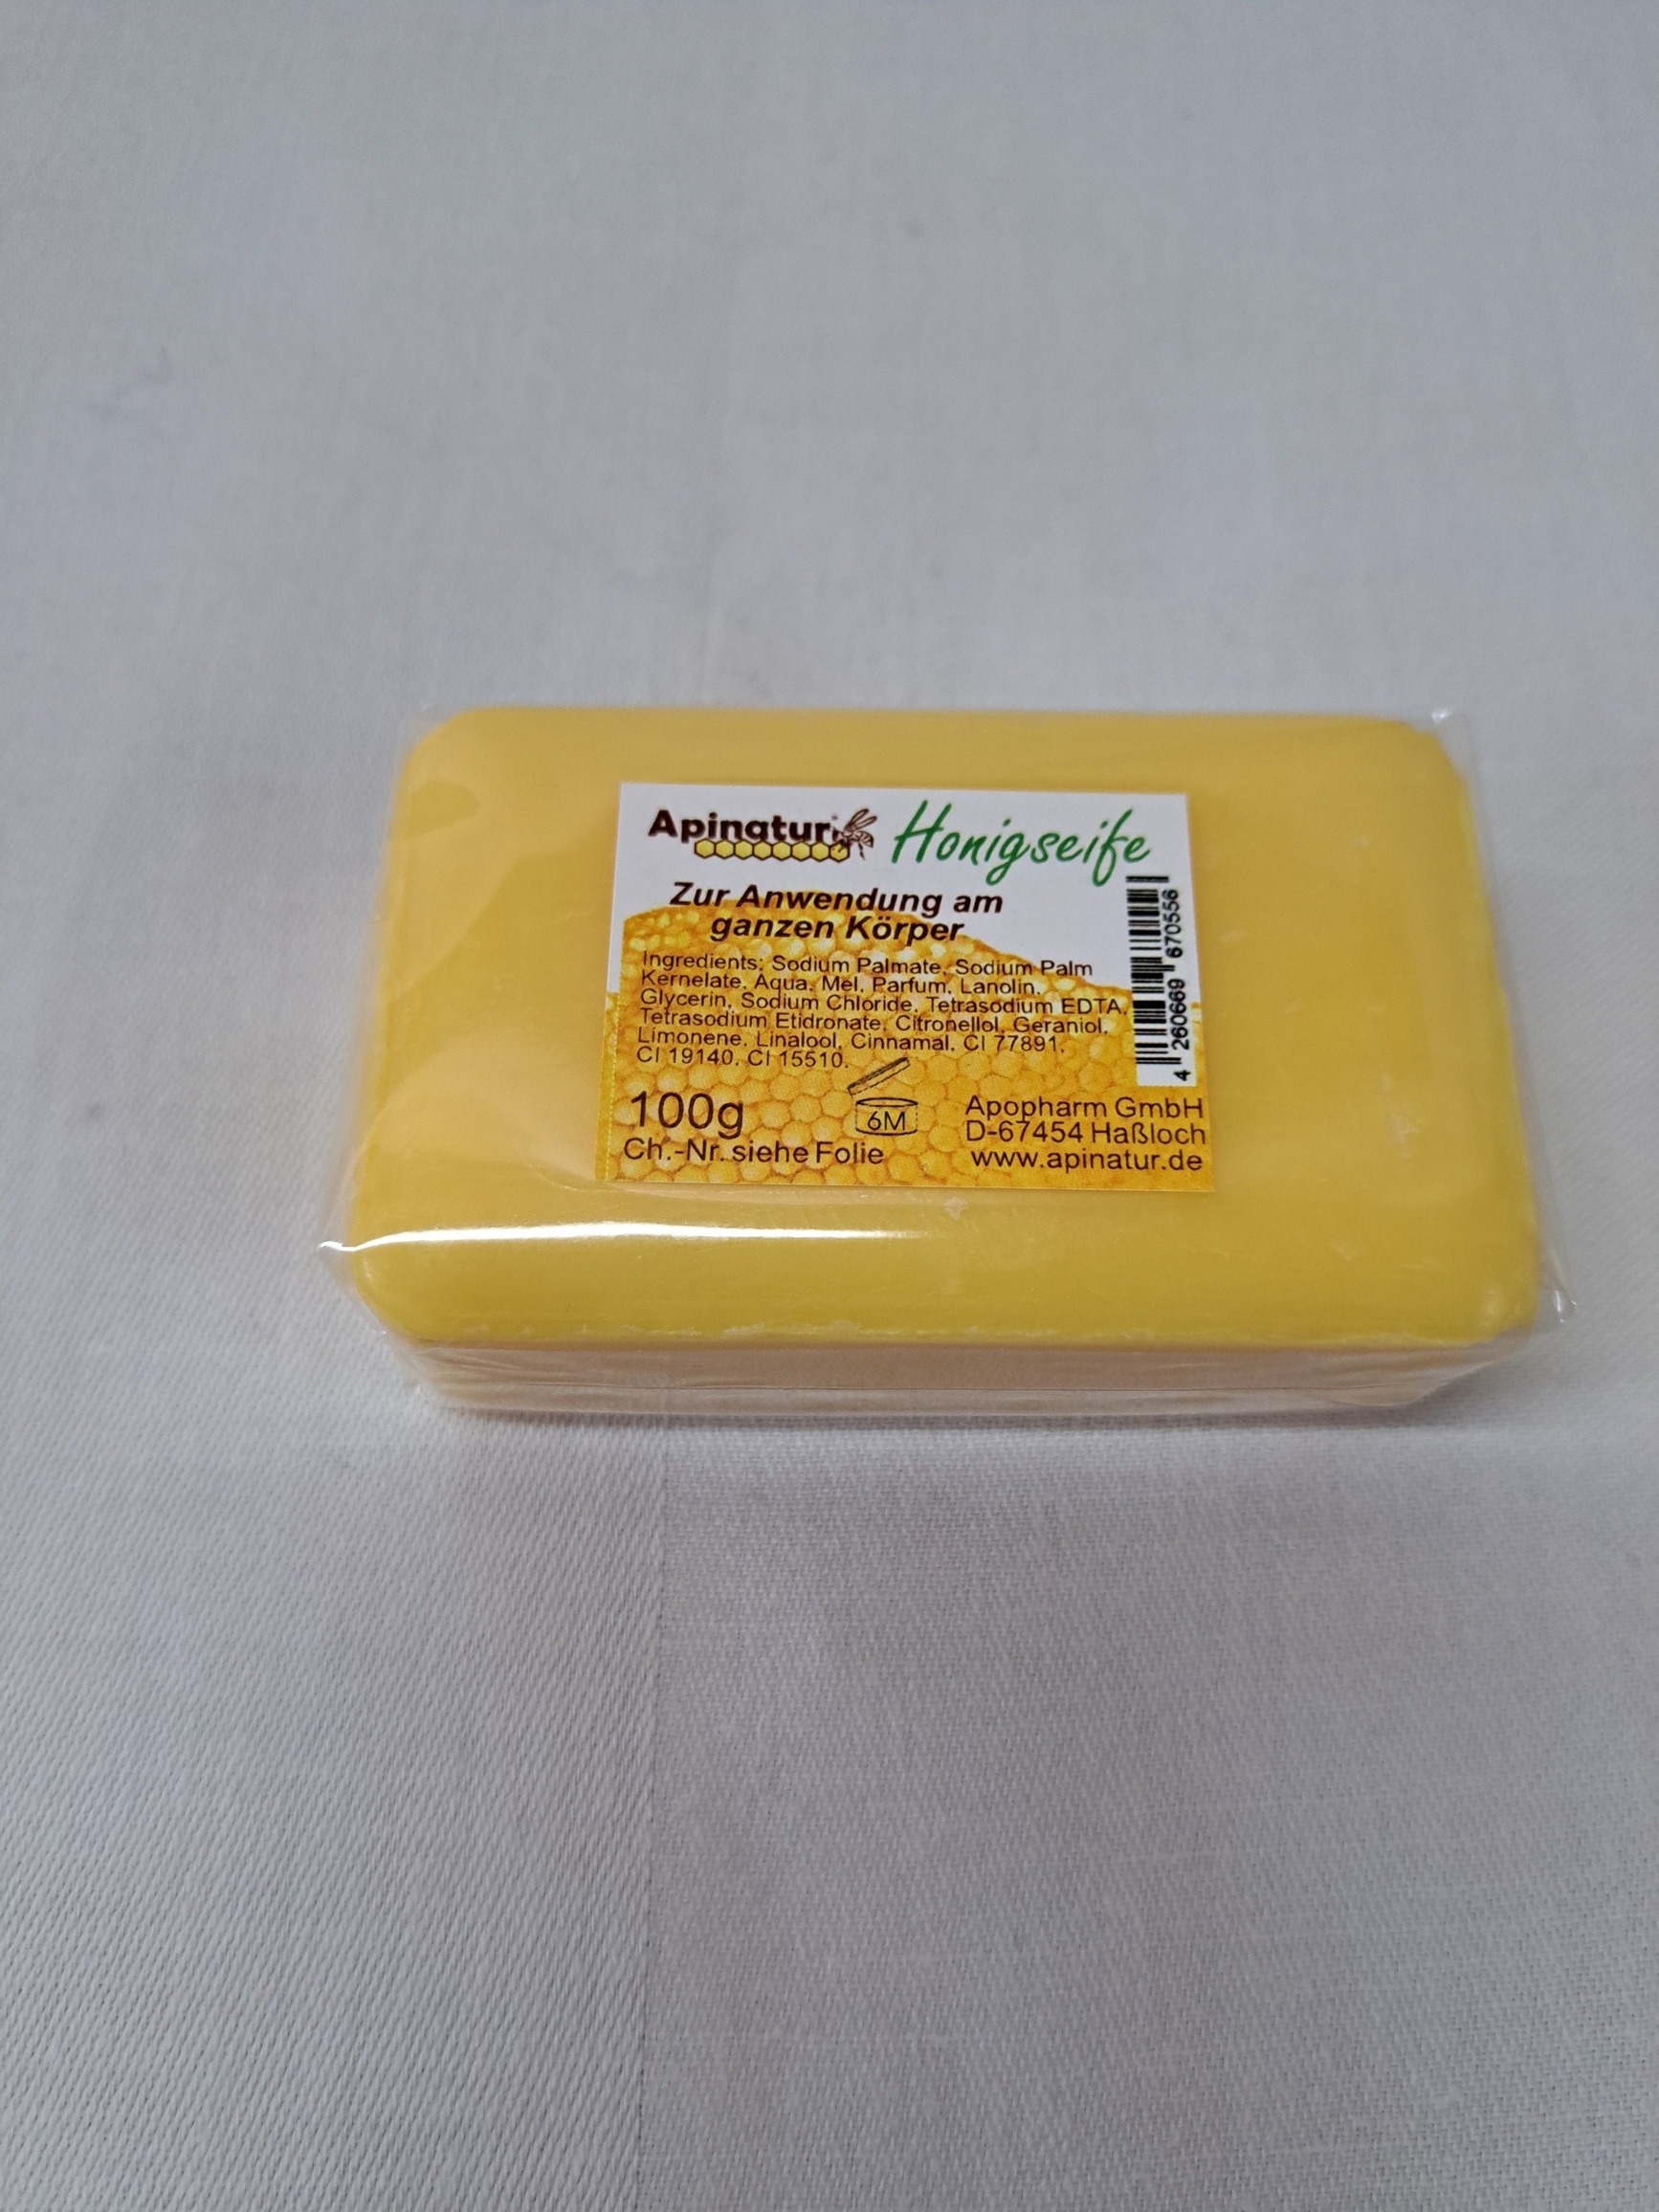 Apinatur® Honigseife
Zur Anwendung am
ganzen Körper
Ingredients: Sodium Palmate, Sodium Palm
Kernelate, Aqua, Mel, Parfum, Lanolin,
Glycerin, Sodium Chloride, Tetrasodium EDTA,
Tetrasodium Etidronate, Citronellol, Geraniol,
Limonene, Linalool, Cinnamal, CI 77891,
CI 19140, CI 15510.
4 260669 670556
100g
Ch.-Nr. siehe Folie
6M
Apopharm GmbH
D-67454 Haßloch
www.apinatur.de